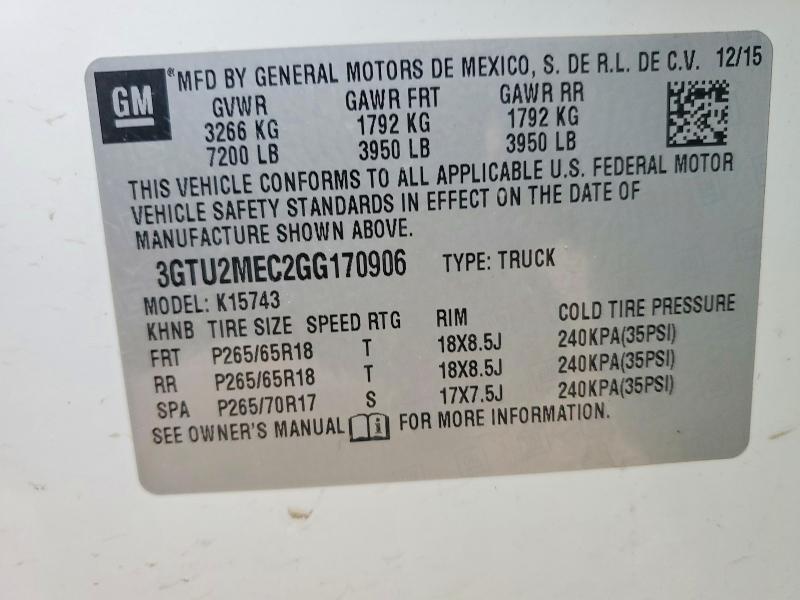 GM ® MFD BY GENERAL MOTORS DE MEXICO, S. DE R.L. DE C.V. 12/15
GVWR GAWR FRT GAWR RR
3266 KG 1792 KG 1792 KG
7200 LB 3950 LB 3950 LB
THIS VEHICLE CONFORMS TO ALL APPLICABLE U.S. FEDERAL MOTOR
VEHICLE SAFETY STANDARDS IN EFFECT ON THE DATE OF
MANUFACTURE SHOWN ABOVE.
3GTU2MEC2GG170906 TYPE: TRUCK
MODEL: K15743
KHNB TIRE SIZE SPEED RTG RIM COLD TIRE PRESSURE
FRT P265/65R18 T 18X8.5J 240KPA(35PSI)
RR P265/65R18 T 18X8.5J 240KPA(35PSI)
SPA P265/70R17 S 17X7.5J 240KPA(35PSI)
SEE OWNER'S MANUAL FOR MORE INFORMATION.